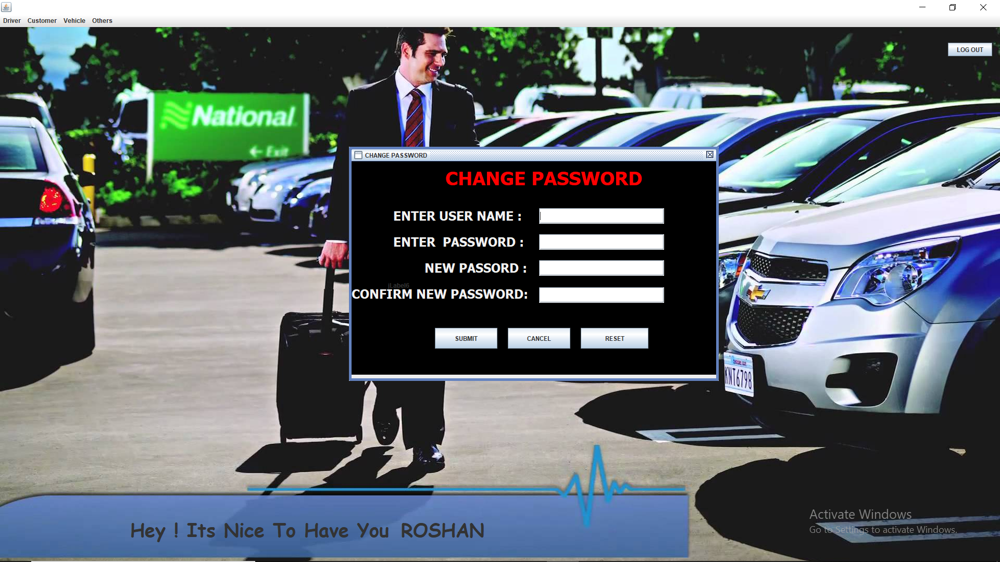 Driver Customer Vehicle Others
LOG OUT
National
← Exit
CHANGE PASSWORD
CHANGE PASSWORD
ENTER USER NAME :
ENTER  PASSWORD :
NEW PASSORD :
jLabel6
CONFIRM NEW PASSWORD:
SUBMIT CANCEL RESET
KNT6798
Hey ! Its Nice To Have You ROSHAN
Activate Windows
Go to Settings to activate Windows.